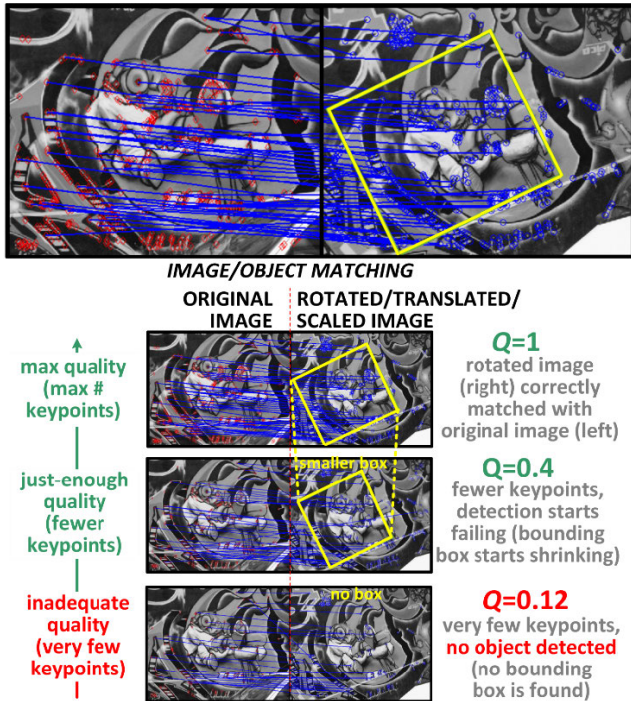 IMAGE/OBJECT MATCHING
ORIGINAL
IMAGE
ROTATED/TRANSLATED/
SCALED IMAGE
max quality
(max #
keypoints)
Q=1
rotated image
(right) correctly
matched with
original image (left)
smaller box
just-enough
quality
(fewer
keypoints)
Q=0.4
fewer keypoints,
detection starts
failing (bounding
box starts shrinking)
no box
inadequate
quality
(very few
keypoints)
Q=0.12
very few keypoints,
no object detected
(no bounding
box is found)